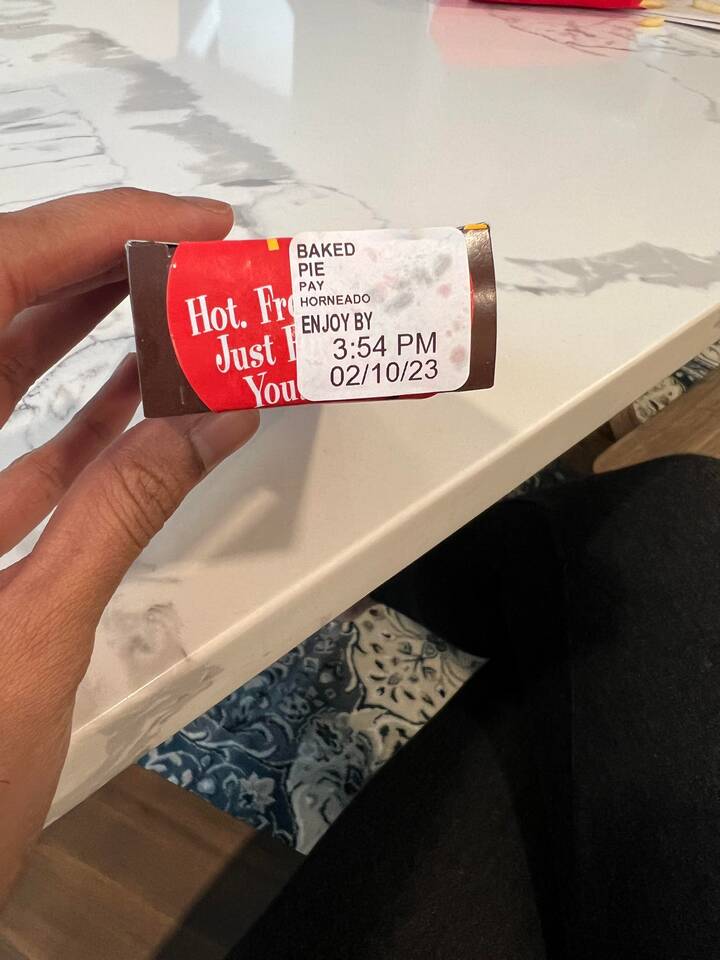 Hot. Fr
Just
You
BAKED
PIE
PAY
HORNEADO
ENJOY BY
3:54 PM
02/10/23